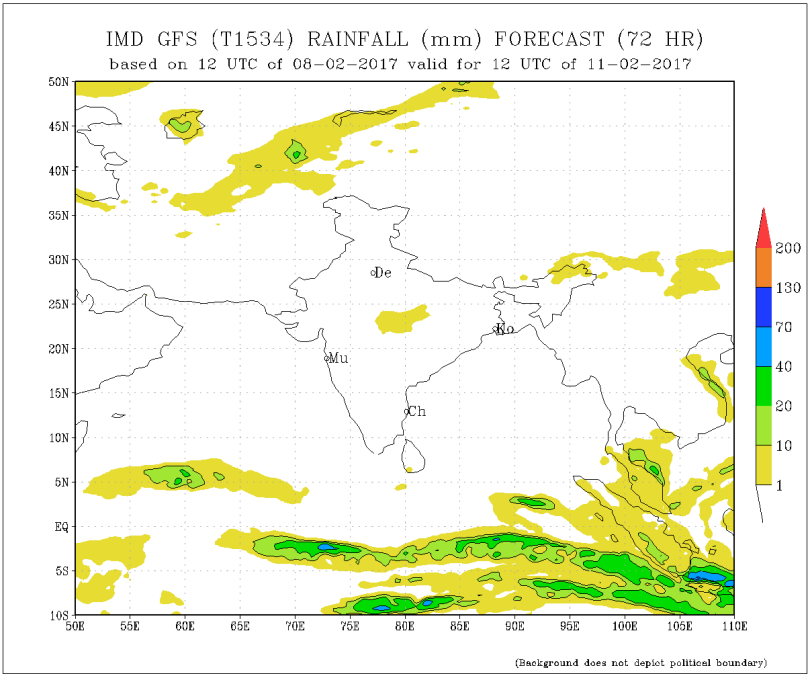 IMD GFS (T1534) RAINFALL (mm) FORECAST (72 HR)
based on 12 UTC of 08-02-2017 valid for 12 UTC of 11-02-2017
50N
45N
40N
35N
30N
25N
20N
15N
10N
5N
EQ
5S
10S
De
Ko
Mu
Ch
200
130
70
40
20
10
1
50E 55E 60E 65E 70E 75E 80E 85E 90E 95E 100E 105E 110E
(Background does not depict political boundary)